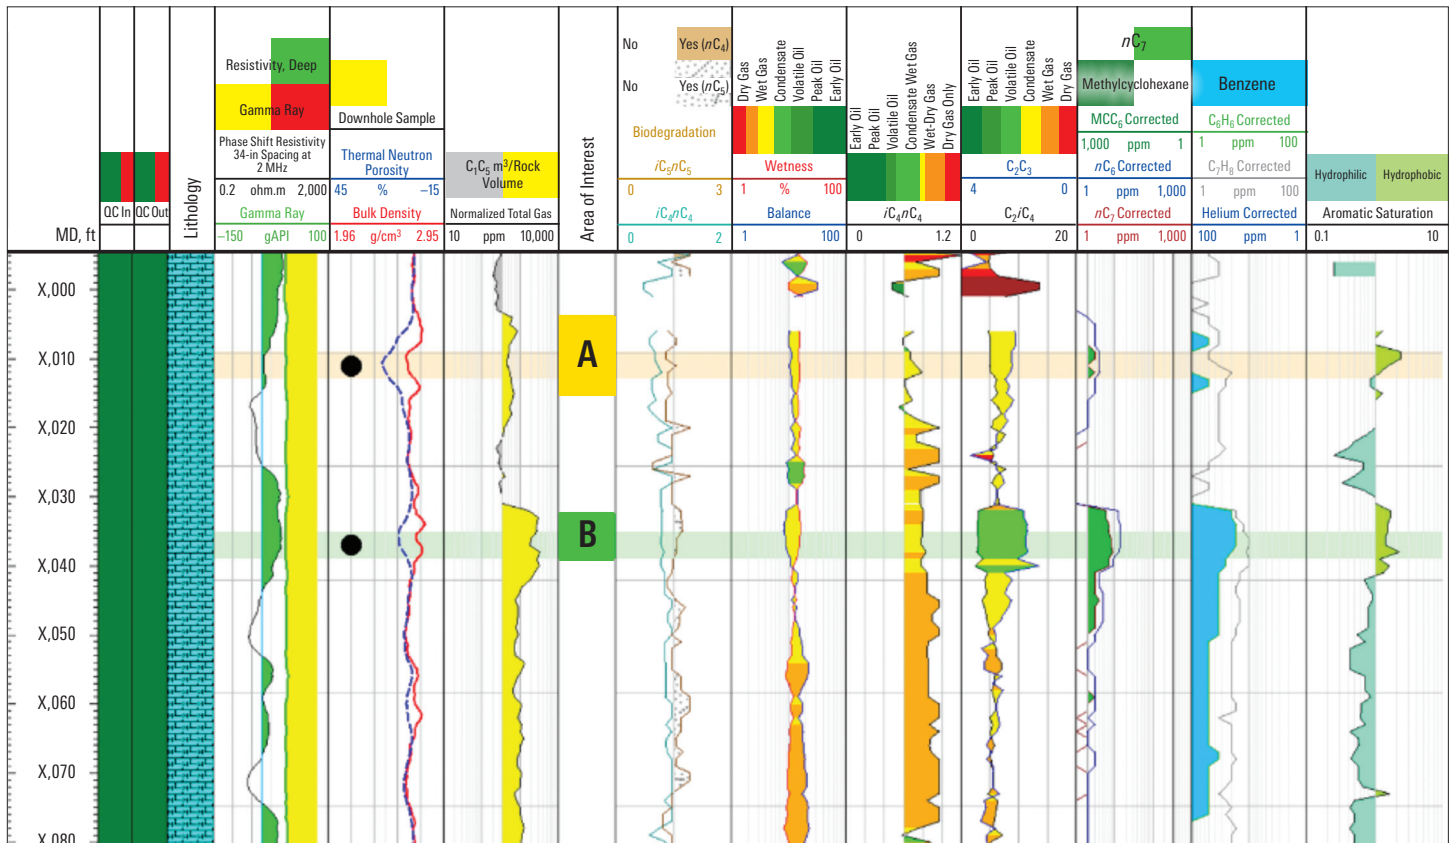 MD, ft
QC In
QC Out
Lithology
Resistivity, Deep
Gamma Ray
Phase Shift Resistivity
34-in Spacing at
2 MHz
0.2 ohm.m 2,000
Gamma Ray
–150 gAPI 100
Downhole Sample
Thermal Neutron
Porosity
45 % –15
Bulk Density
1.96 g/cm³ 2.95
C₁C₅ m³/Rock
Volume
Normalized Total Gas
10 ppm 10,000
Area of Interest
No Yes (nC₄)
No Yes (nC₅)
Biodegradation
iC₅nC₅
0 3
iC₄nC₄
0 2
Dry Gas
Wet Gas
Condensate
Volatile Oil
Peak Oil
Early Oil
Wetness
1 % 100
Balance
1 100
Early Oil
Peak Oil
Volatile Oil
Condensate Wet Gas
Wet-Dry Gas
Dry Gas Only
iC₄nC₄
0 1.2
Early Oil
Peak Oil
Volatile Oil
Condensate
Wet Gas
Dry Gas
C₂C₃
4 0
C₂iC₄
0 20
nC₇
Methylcyclohexane
MCC₆ Corrected
1,000 ppm 1
nC₆ Corrected
1 ppm 1,000
nC₇ Corrected
1 ppm 1,000
Benzene
C₆H₆ Corrected
1 ppm 100
C₇H₈ Corrected
1 ppm 100
Helium Corrected
100 ppm 1
Hydrophilic
Hydrophobic
Aromatic Saturation
0.1 10
X,000
X,010
A
X,020
X,030
B
X,040
X,050
X,060
X,070
X,080